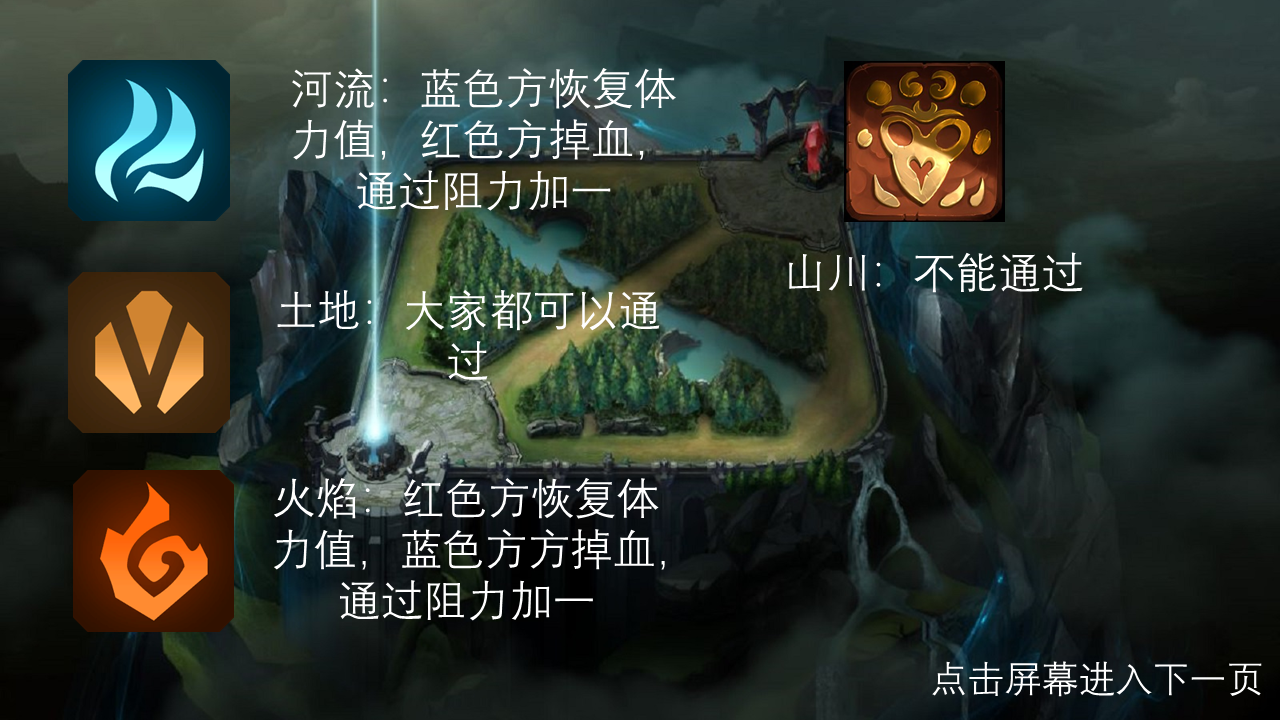 河流：蓝色方恢复体
力值，红色方掉血，
通过阻力加一
山川：不能通过
土地：大家都可以通
过
火焰：红色方恢复体
力值，蓝色方方掉血，
通过阻力加一
点击屏幕进入下一页